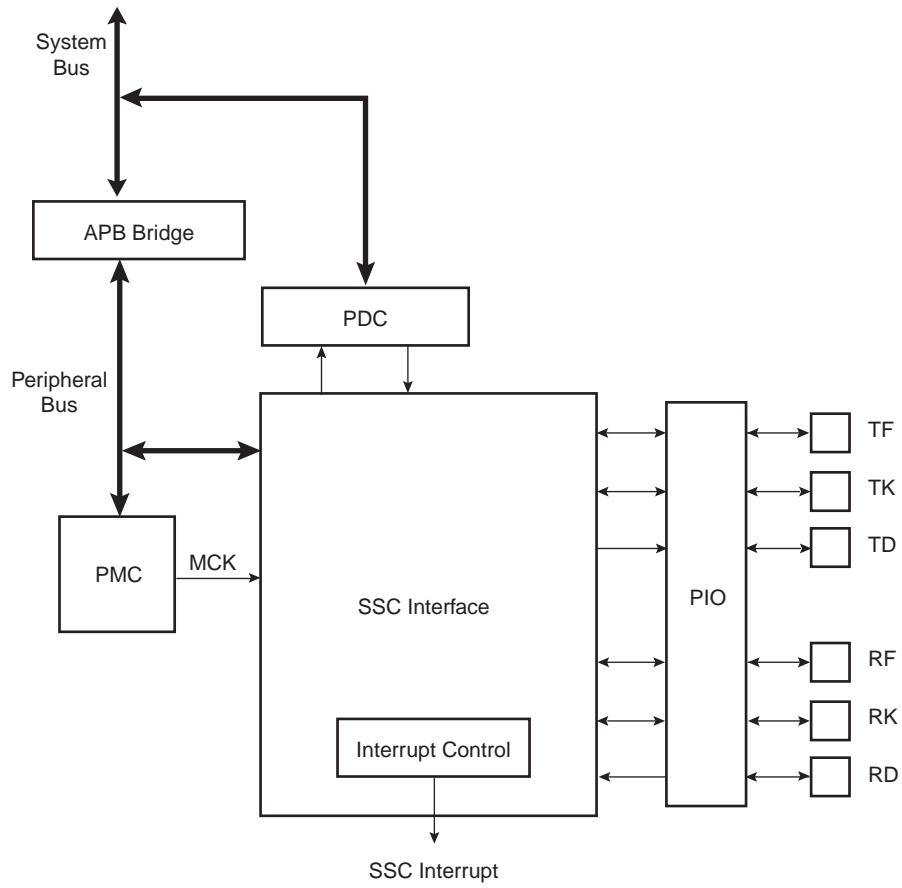 System
Bus
APB Bridge
PDC
Peripheral
Bus
TF
TK
PMC
MCK
TD
SSC Interface
PIO
RF
RK
Interrupt Control
RD
SSC Interrupt